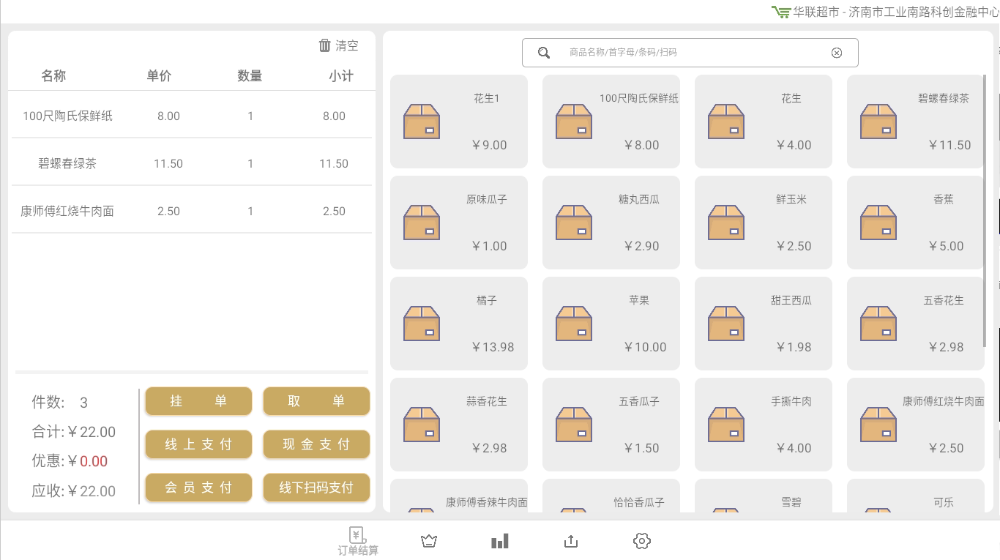 华联超市 - 济南市工业南路科创金融中心
清空
名称 单价 数量 小计
100尺陶氏保鲜纸 8.00 1 8.00
碧螺春绿茶 11.50 1 11.50
康师傅红烧牛肉面 2.50 1 2.50
件数: 3
合计:￥22.00
优惠:￥0.00
应收:￥22.00
挂 单 取 单
线上支付 现金支付
会员支付 线下扫码支付
商品名称/首字母/条码/扫码
花生1 100尺陶氏保鲜纸 花生 碧螺春绿茶
￥9.00 ￥8.00 ￥4.00 ￥11.50
原味瓜子 糖丸西瓜 鲜玉米 香蕉
￥1.00 ￥2.90 ￥2.50 ￥5.00
橘子 苹果 甜王西瓜 五香花生
￥13.98 ￥10.00 ￥1.98 ￥2.98
蒜香花生 五香瓜子 手撕牛肉 康师傅红烧牛肉面
￥2.98 ￥1.50 ￥4.00 ￥2.50
康师傅香辣牛肉面 恰恰香瓜子 雪碧 可乐
订单结算